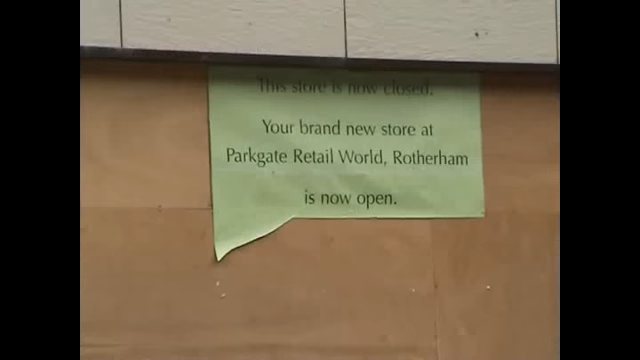 This store is now closed.
Your brand new store at
Parkgate Retail World, Rotherham
is now open.